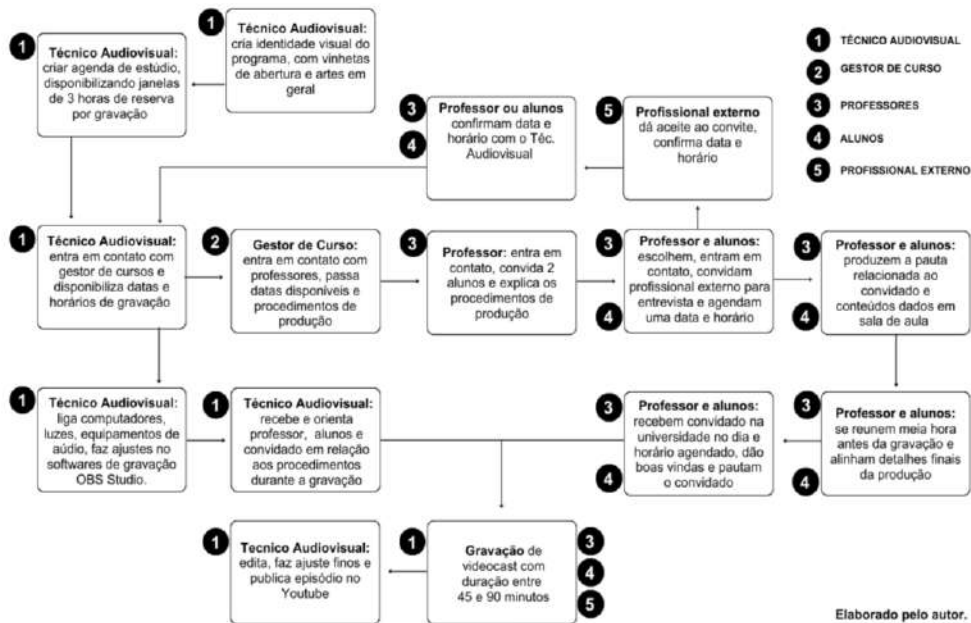 1
Técnico Audiovisual:
cria identidade visual do
programa, com vinhetas
de abertura e artes em
geral
1
Técnico Audiovisual:
criar agenda de estúdio,
disponibilizando janelas
de 3 horas de reserva
por gravação
1 TÉCNICO AUDIOVISUAL
2 GESTOR DE CURSO
3 PROFESSORES
4 ALUNOS
5 PROFISSIONAL EXTERNO
3
4
Professor ou alunos
confirmam data e
horário com o Téc.
Audiovisual
5
Profissional externo
dá aceite ao convite,
confirma data e
horário
1
Técnico Audiovisual:
entra em contato com
gestor de cursos e
disponibiliza datas e
horários de gravação
2
Gestor de Curso:
entra em contato com
professores, passa
datas disponíveis e
procedimentos de
produção
3
Professor: entra em
contato, convida 2
alunos e explica os
procedimentos de
produção
3
4
Professor e alunos:
escolhem, entram em
contato, convidam
profissional externo para
entrevista e agendam
uma data e horário
3
4
Professor e alunos:
produzem a pauta
relacionada ao
convidado e
conteúdos dados em
sala de aula
1
Técnico Audiovisual:
liga computadores,
luzes, equipamentos de
aúdio, faz ajustes no
softwares de gravação
OBS Studio.
1
Técnico Audiovisual:
recebe e orienta
professor, alunos e
convidado em relação
aos procedimentos
durante a gravação
3
4
Professor e alunos:
recebem convidado na
universidade no dia e
horário agendado, dão
boas vindas e pautam
o convidado
3
4
Professor e alunos:
se reunem meia hora
antes da gravação e
alinham detalhes finais
da produção
1
Tecnico Audiovisual:
edita, faz ajuste finos e
publica episódio no
Youtube
1
Gravação de
videocast com
duração entre
45 e 90 minutos
3
4
5
Elaborado pelo autor.